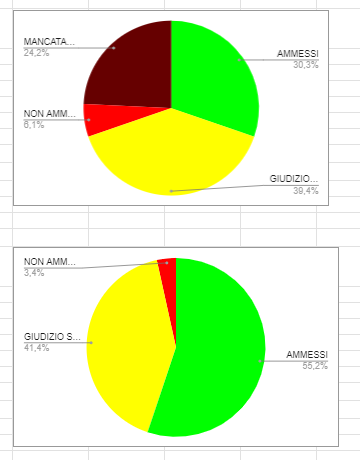 MANCATA...
24,2%
AMMESSI
30,3%
NON AMM...
6,1%
GIUDIZIO...
39,4%
NON AMM...
3,4%
GIUDIZIO S...
41,4%
AMMESSI
55,2%